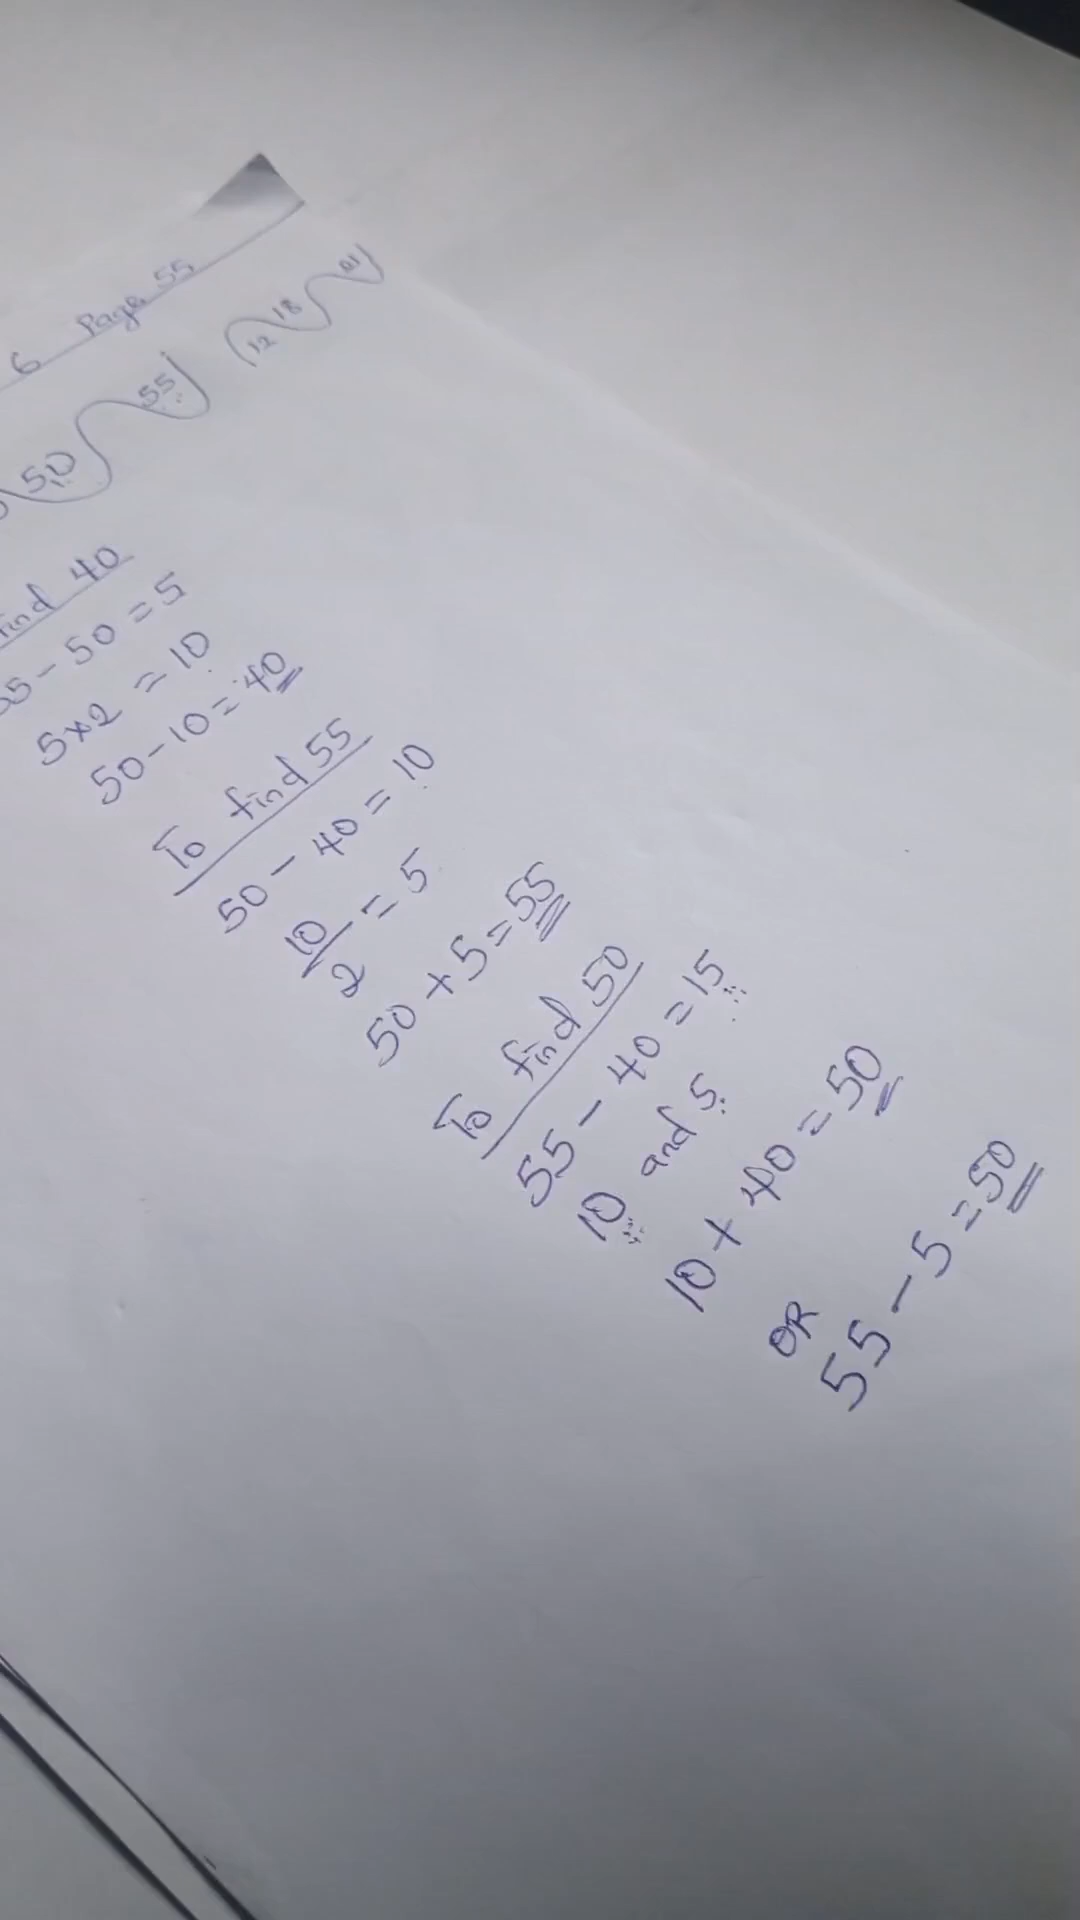 6 Page 55
50 55 12 18 21
find 40
55 - 50 = 5
5 x 2 = 10
50 - 10 = 40
To find 55
50 - 40 = 10
10/2 = 5
50 + 5 = 55
To find 50
55 - 40 = 15
10 and 5
10 + 40 = 50
OR
55 - 5 = 50